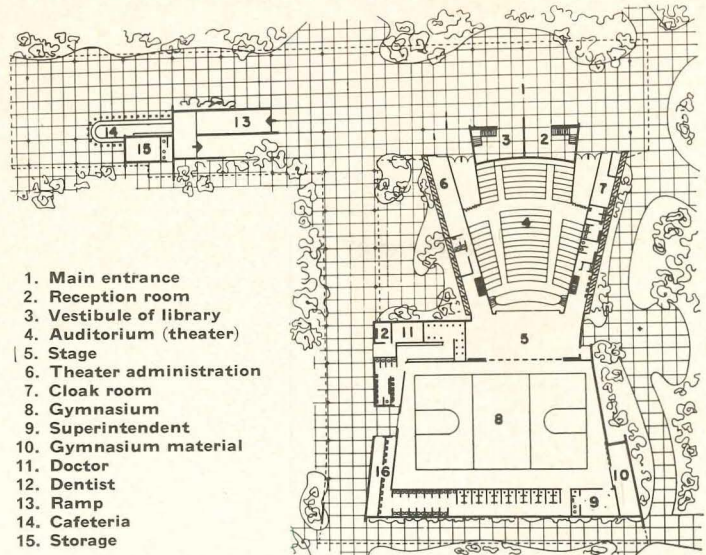 13
14
15
1
1
3
2
6
7
4
5
12
11
8
16
10
9
1. Main entrance
2. Reception room
3. Vestibule of library
4. Auditorium (theater)
5. Stage
6. Theater administration
7. Cloak room
8. Gymnasium
9. Superintendent
10. Gymnasium material
11. Doctor
12. Dentist
13. Ramp
14. Cafeteria
15. Storage